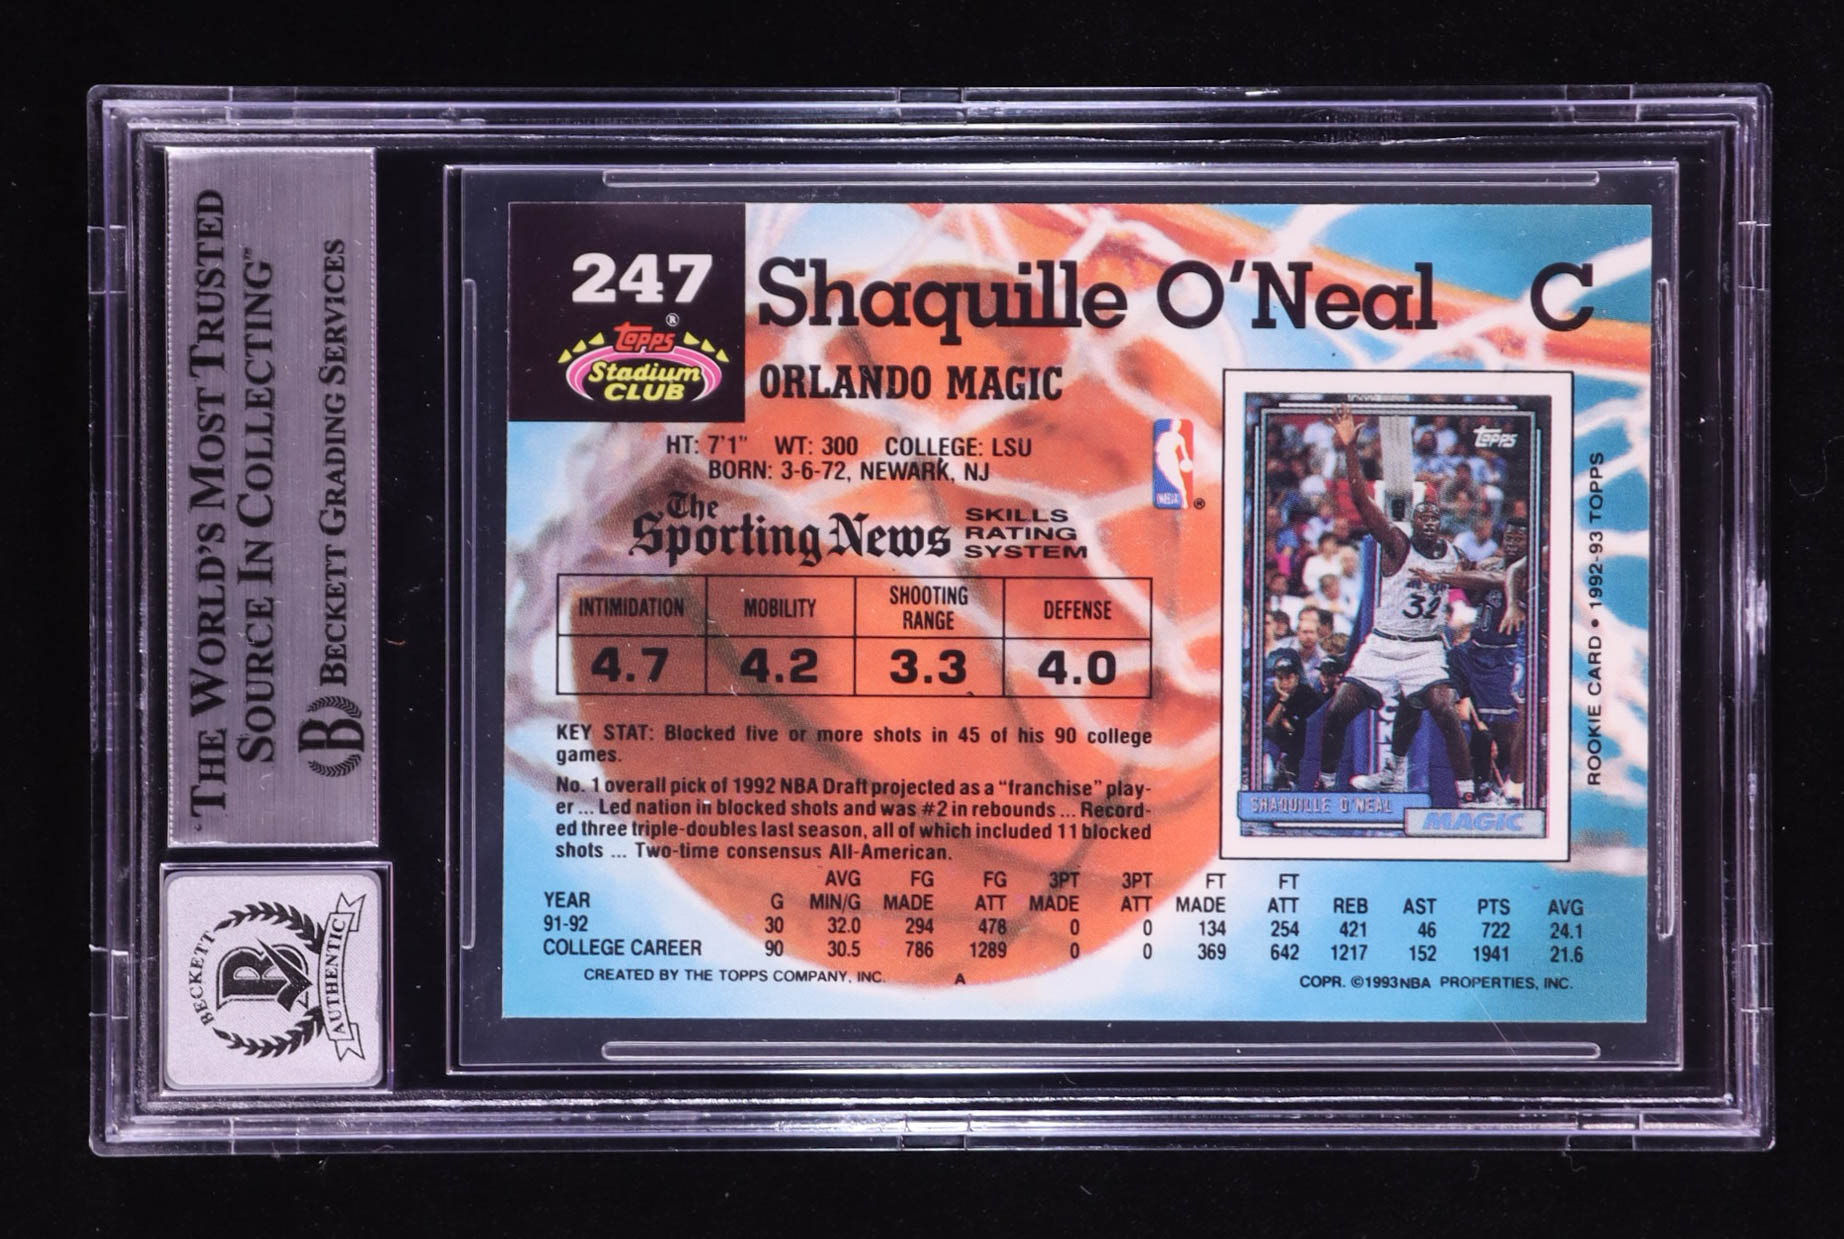 THE WORLD'S MOST TRUSTED
SOURCE IN COLLECTING™
BECKETT GRADING SERVICES
BECKETT
AUTHENTIC
247
Topps®
Stadium
CLUB
Shaquille O'Neal C
ORLANDO MAGIC
HT: 7'1" WT: 300 COLLEGE: LSU
BORN: 3-6-72, NEWARK, NJ
The
Sporting News
SKILLS
RATING
SYSTEM
NBA ®
INTIMIDATION MOBILITY SHOOTING RANGE DEFENSE
4.7 4.2 3.3 4.0
KEY STAT: Blocked five or more shots in 45 of his 90 college
games.
No. 1 overall pick of 1992 NBA Draft projected as a "franchise" play-
er ... Led nation in blocked shots and was #2 in rebounds ... Record-
ed three triple-doubles last season, all of which included 11 blocked
shots ... Two-time consensus All-American.
Topps
32
SHAQUILLE O'NEAL
MAGIC
ROOKIE CARD • 1992-93 TOPPS
AVG FG FG 3PT 3PT FT FT
YEAR G MIN/G MADE ATT MADE ATT MADE ATT REB AST PTS AVG
91-92 30 32.0 294 478 0 0 134 254 421 46 722 24.1
COLLEGE CAREER 90 30.5 786 1289 0 0 369 642 1217 152 1941 21.6
CREATED BY THE TOPPS COMPANY, INC. A COPR. ©1993 NBA PROPERTIES, INC.